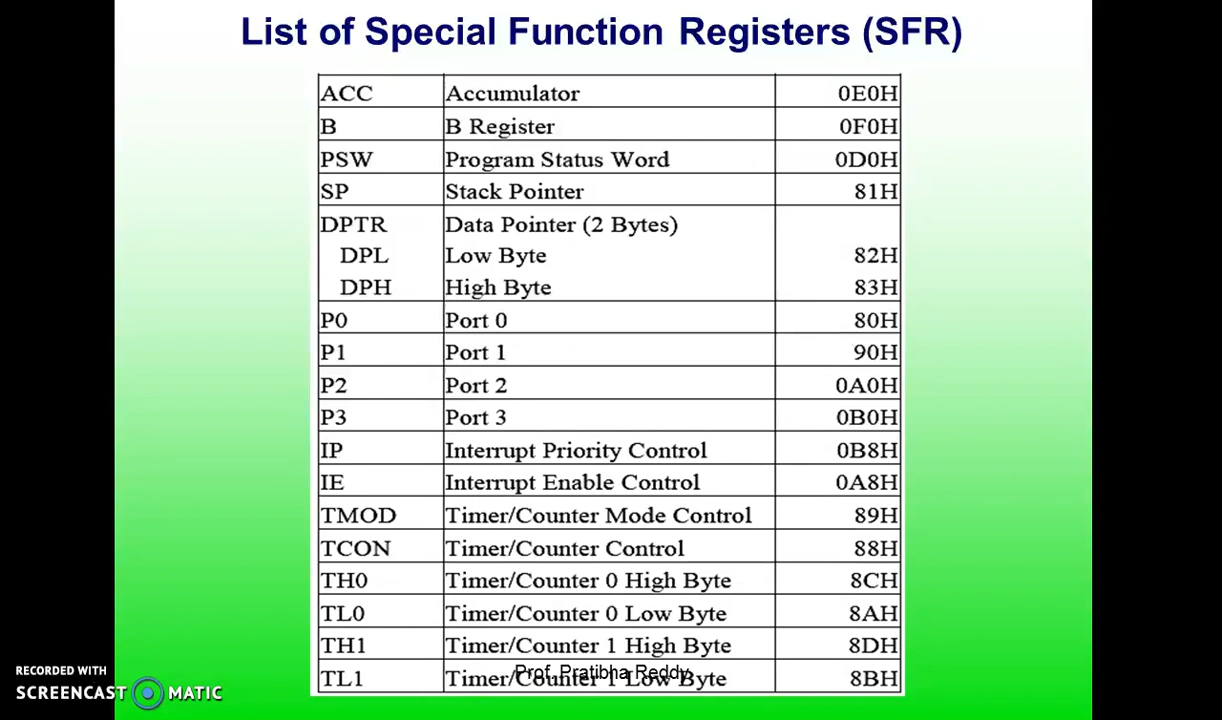 List of Special Function Registers (SFR)
ACC Accumulator 0E0H
B B Register 0F0H
PSW Program Status Word 0D0H
SP Stack Pointer 81H
DPTR Data Pointer (2 Bytes)
DPL Low Byte 82H
DPH High Byte 83H
P0 Port 0 80H
P1 Port 1 90H
P2 Port 2 0A0H
P3 Port 3 0B0H
IP Interrupt Priority Control 0B8H
IE Interrupt Enable Control 0A8H
TMOD Timer/Counter Mode Control 89H
TCON Timer/Counter Control 88H
TH0 Timer/Counter 0 High Byte 8CH
TL0 Timer/Counter 0 Low Byte 8AH
TH1 Timer/Counter 1 High Byte 8DH
TL1 Timer/Counter 1 Low Byte 8BH
Prof. Pratibha Reddy
RECORDED WITH
SCREENCAST MATIC